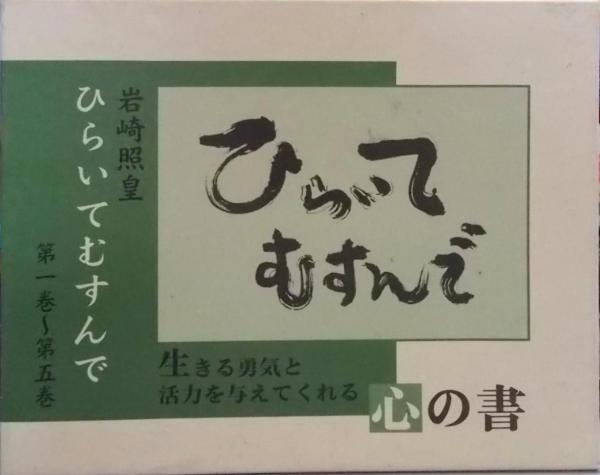 岩崎照皇
ひらいてむすんで
第一巻~第五巻
ひらいて
むすんで
生きる勇気と
活力を与えてくれる
心の書